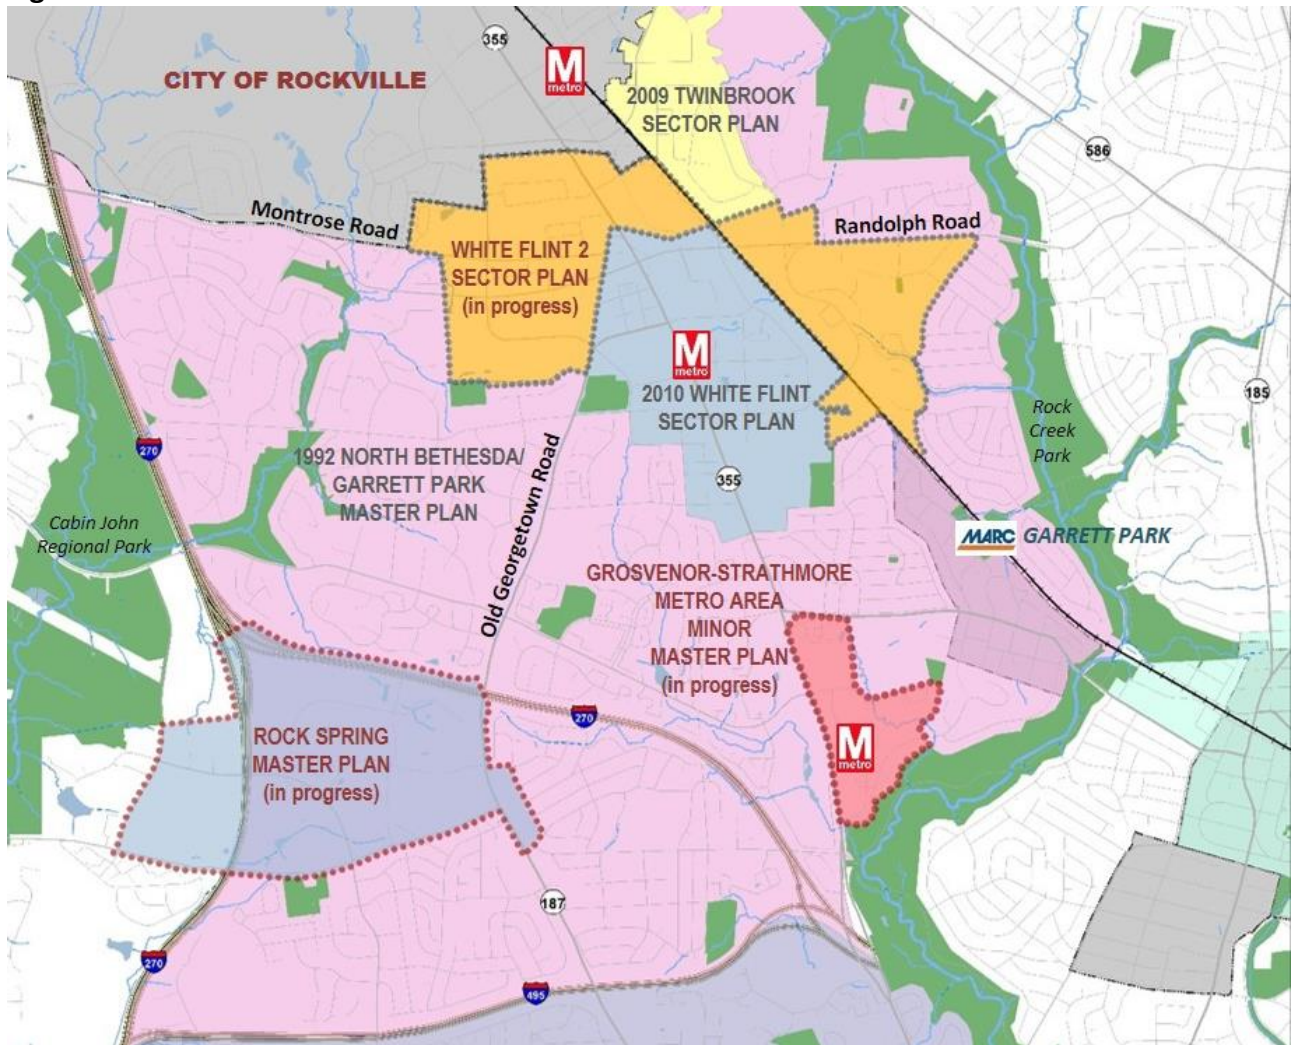 355
M
metro
CITY OF ROCKVILLE
2009 TWINBROOK
SECTOR PLAN
586
Montrose Road
Randolph Road
WHITE FLINT 2
SECTOR PLAN
(in progress)
M
metro
2010 WHITE FLINT
SECTOR PLAN
185
Rock
Creek
Park
270
1992 NORTH BETHESDA/
GARRETT PARK
MASTER PLAN
Old Georgetown Road
355
Cabin John
Regional Park
MARC GARRETT PARK
GROSVENOR-STRATHMORE
METRO AREA
MINOR
MASTER PLAN
(in progress)
270
M
metro
ROCK SPRING
MASTER PLAN
(in progress)
187
270
495